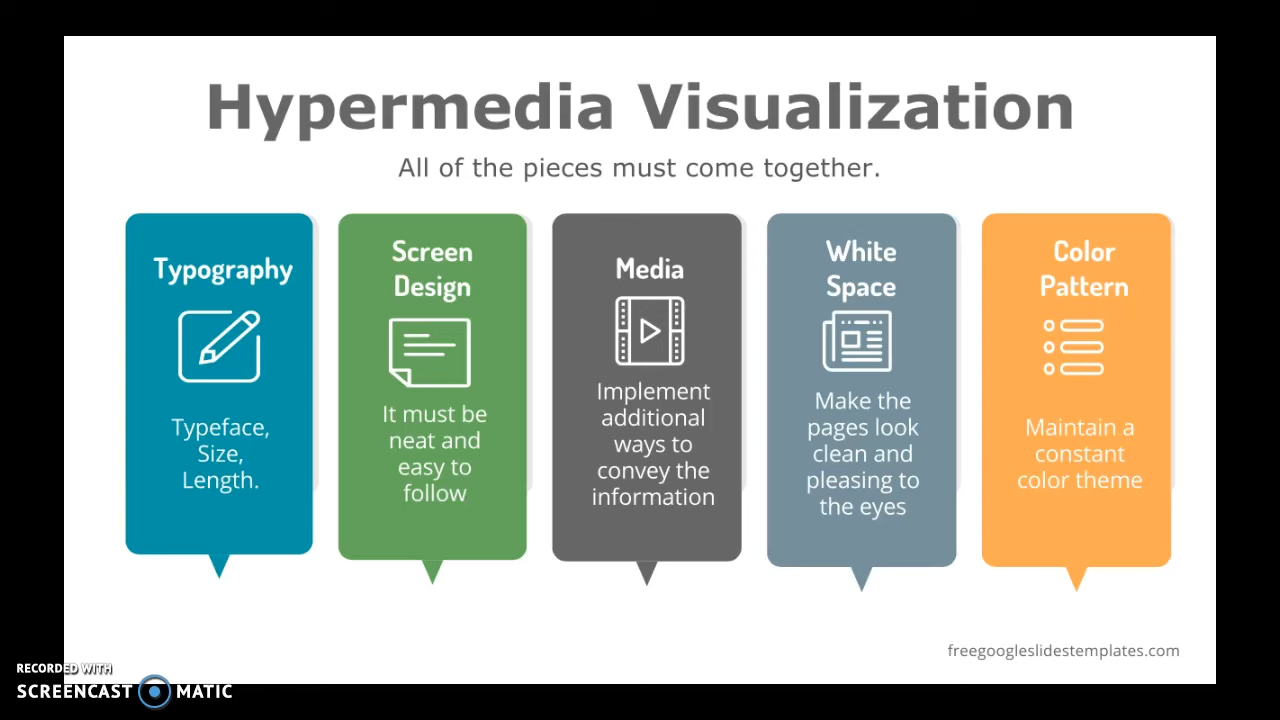 Hypermedia Visualization
All of the pieces must come together.
Typography
Typeface,
Size,
Length.
Screen
Design
It must be
neat and
easy to
follow
Media
Implement
additional
ways to
convey the
information
White
Space
Make the
pages look
clean and
pleasing to
the eyes
Color
Pattern
Maintain a
constant
color theme
freegoogleslidestemplates.com
RECORDED WITH
SCREENCAST MATIC